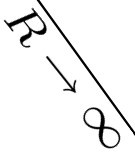 R → ∞